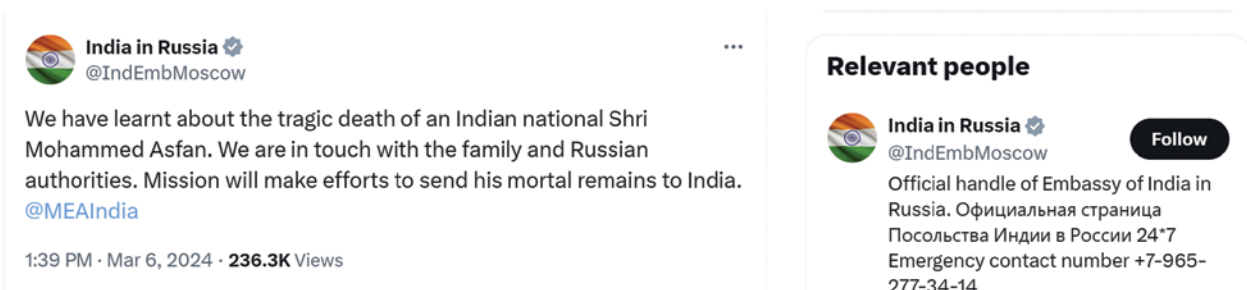 India in Russia
@IndEmbMoscow
We have learnt about the tragic death of an Indian national Shri
Mohammed Asfan. We are in touch with the family and Russian
authorities. Mission will make efforts to send his mortal remains to India.
@MEAIndia
1:39 PM · Mar 6, 2024 · 236.3K Views
Relevant people
India in Russia
@IndEmbMoscow
Follow
Official handle of Embassy of India in
Russia. Официальная страница
Посольства Индии в России 24*7
Emergency contact number +7-965-
277-34-14